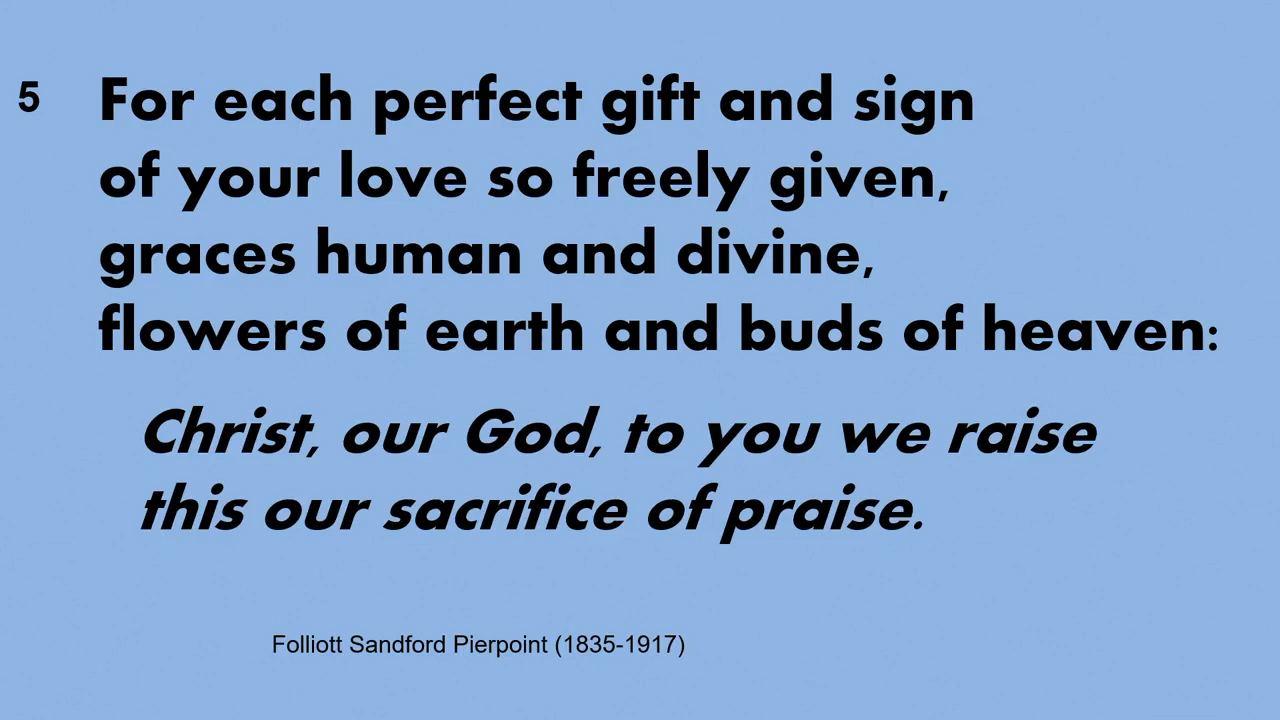 5 For each perfect gift and sign
of your love so freely given,
graces human and divine,
flowers of earth and buds of heaven:
Christ, our God, to you we raise
this our sacrifice of praise.
Folliott Sandford Pierpoint (1835-1917)